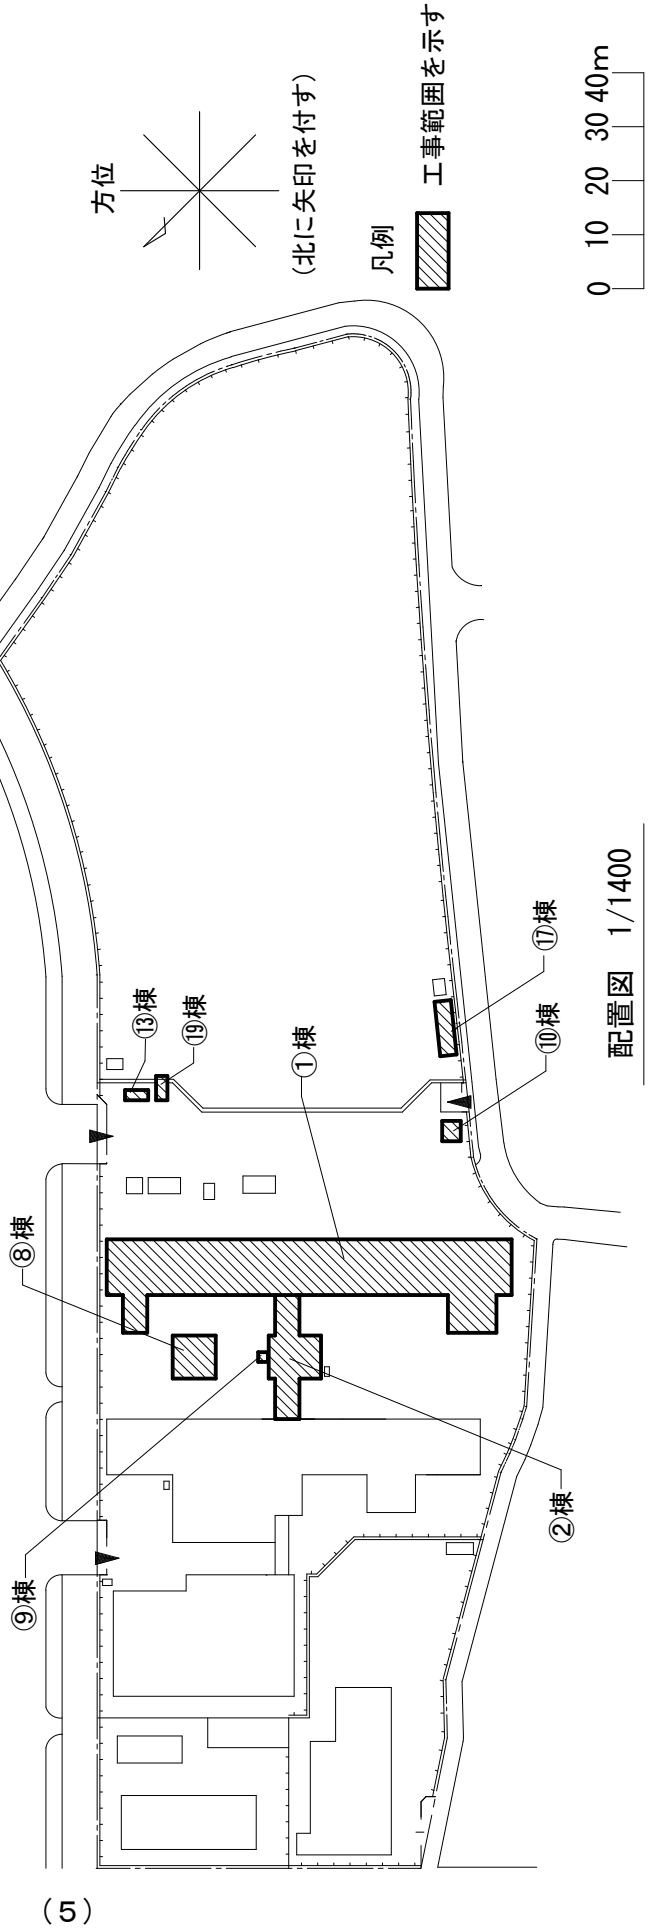 方位
(北に矢印を付す)
凡例
工事範囲を示す
0 10 20 30 40m
⑬棟
⑲棟
①棟
⑰棟
⑩棟
⑧棟
⑨棟
②棟
配置図 1/1400
(5)